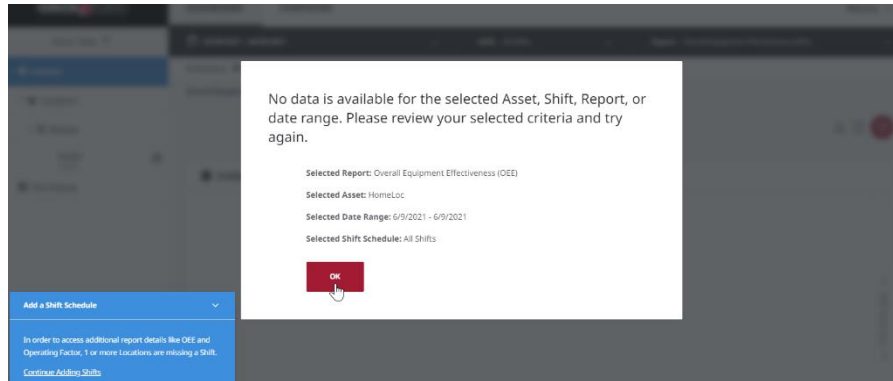 No data is available for the selected Asset, Shift, Report, or
date range. Please review your selected criteria and try
again.
Selected Report: Overall Equipment Effectiveness (OEE)
Selected Asset: HomeLoc
Selected Date Range: 6/9/2021 - 6/9/2021
Selected Shift Schedule: All Shifts
OK
Add a Shift Schedule
In order to access additional report details like OEE and
Operating Factor, 1 or more Locations are missing a Shift.
Continue Adding Shifts